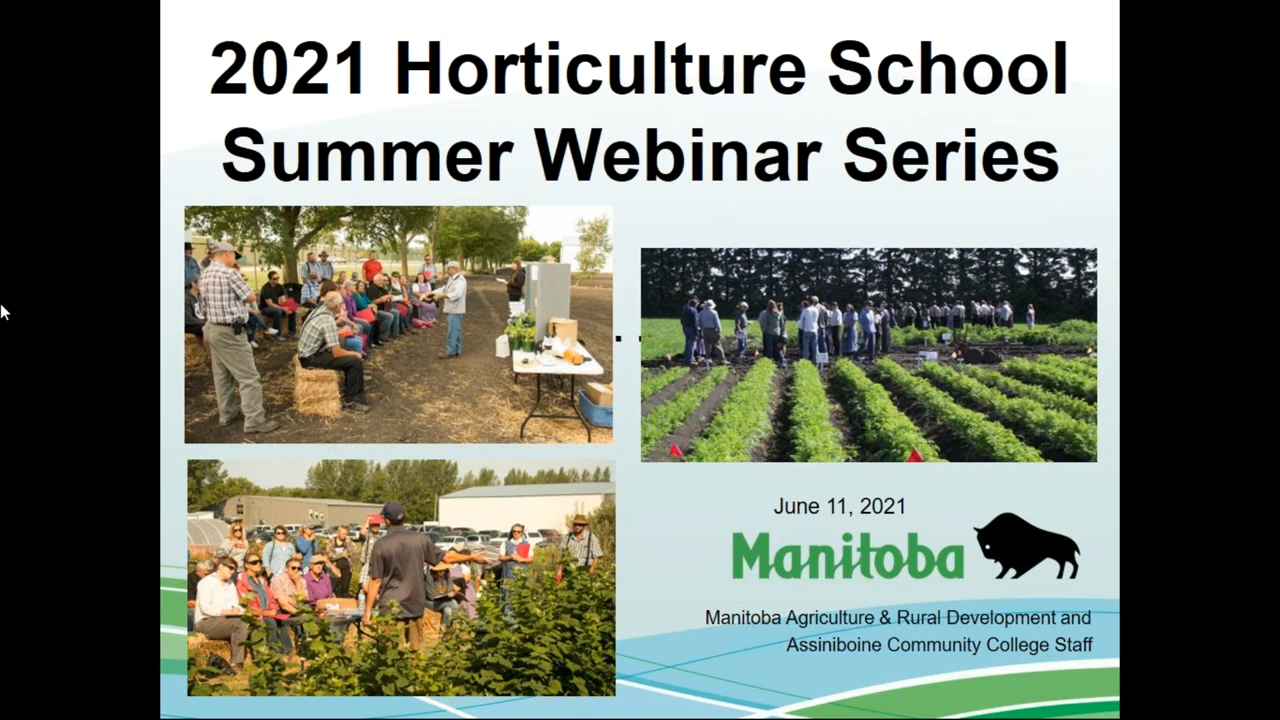 2021 Horticulture School
Summer Webinar Series
June 11, 2021
Manitoba
Manitoba Agriculture & Rural Development and
Assiniboine Community College Staff